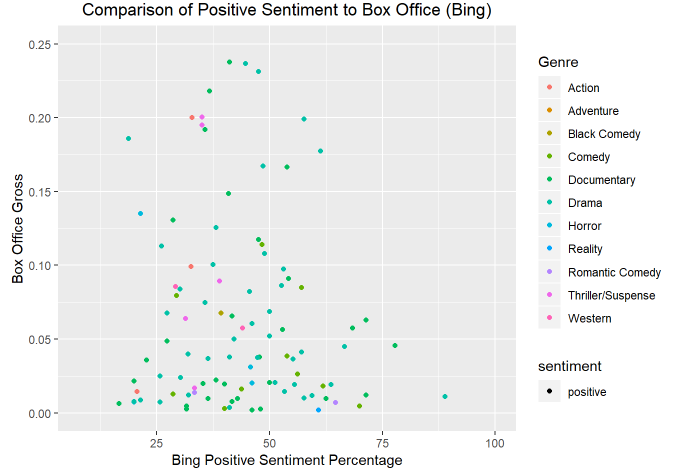 Comparison of Positive Sentiment to Box Office (Bing)
0.25
0.20
0.15
0.10
0.05
0.00
Box Office Gross
25
50
75
100
Bing Positive Sentiment Percentage
Genre
Action
Adventure
Black Comedy
Comedy
Documentary
Drama
Horror
Reality
Romantic Comedy
Thriller/Suspense
Western
sentiment
positive